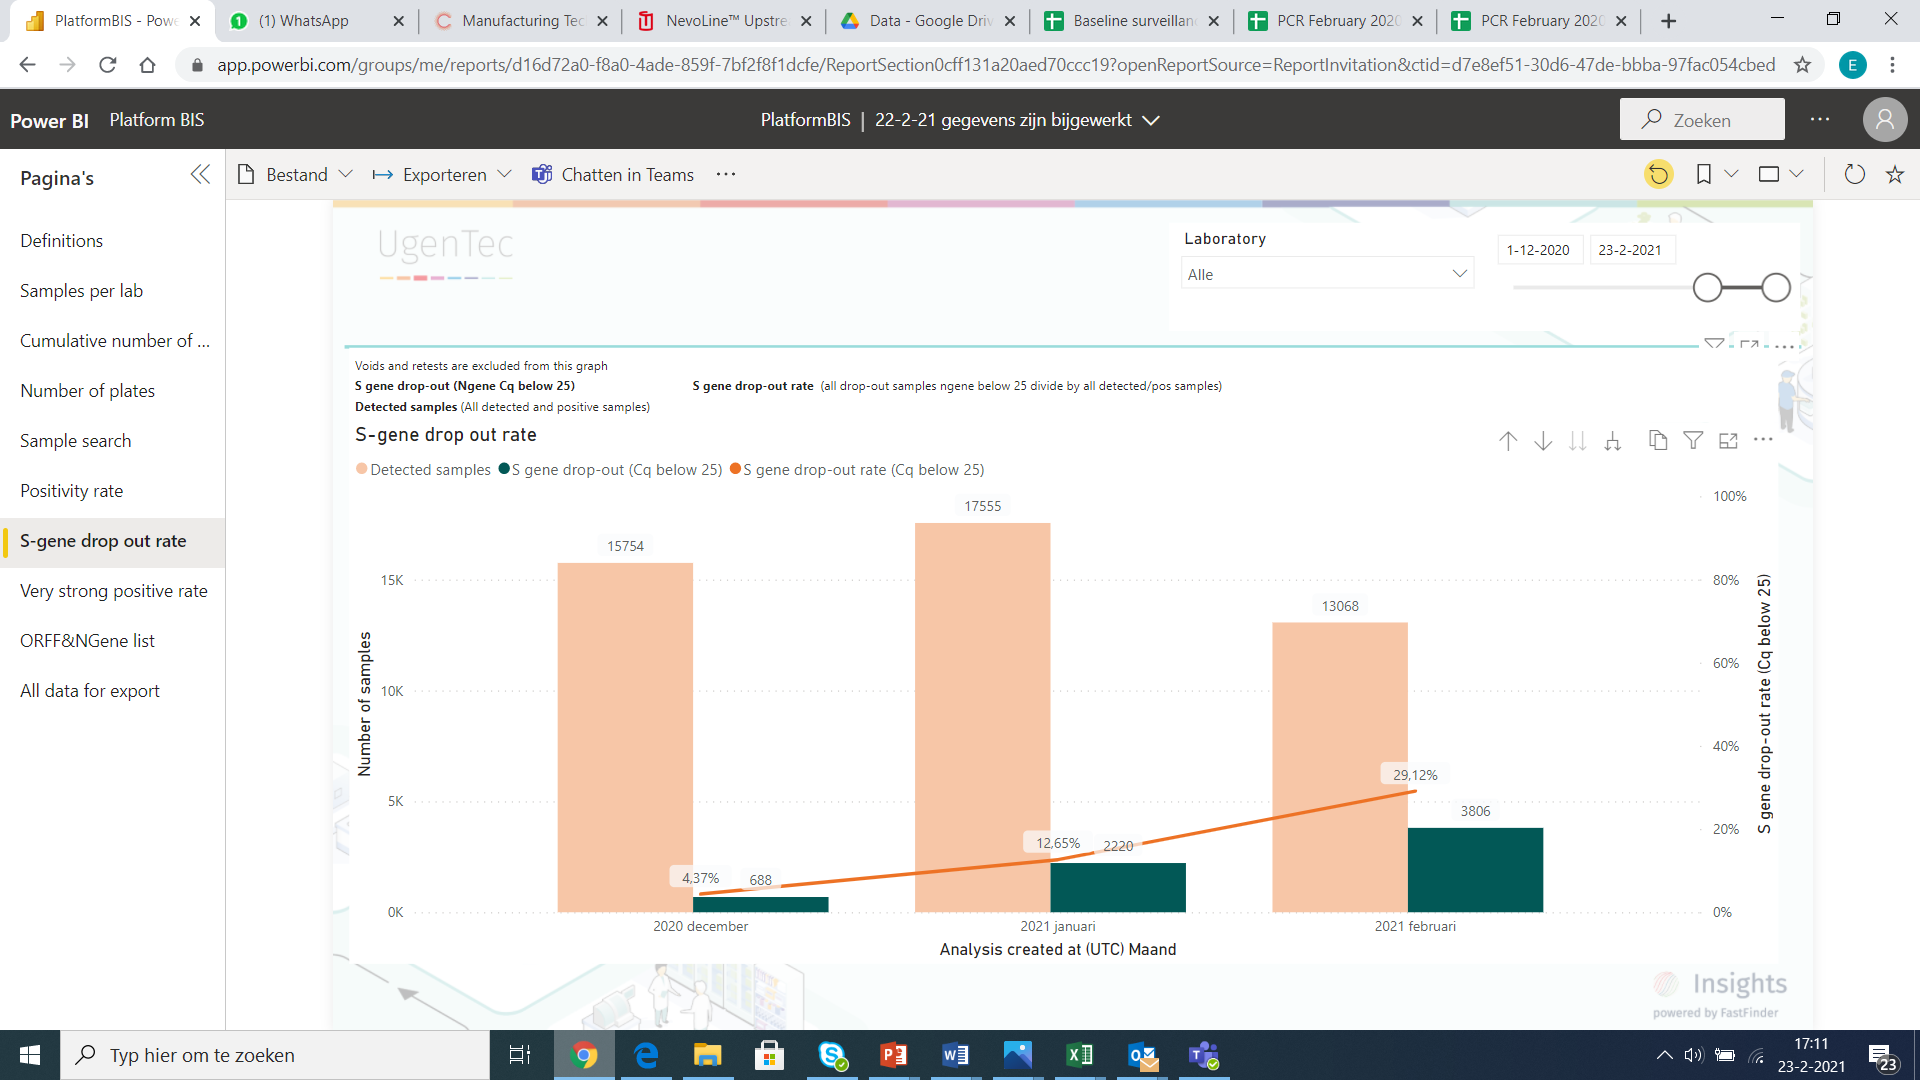 PlatformBIS - Powe
(1) WhatsApp
Manufacturing Tec
NevoLine™ Upstre
Data - Google Driv
Baseline surveillan
PCR February 2020
PCR February 2020
app.powerbi.com/groups/me/reports/d16d72a0-f8a0-4ade-859f-7bf2f8f1dcfe/ReportSection0cff131a20aed70ccc19?openReportSource=ReportInvitation&ctid=d7e8ef51-30d6-47de-bbba-97fac054cbed
E
Power BI Platform BIS
PlatformBIS | 22-2-21 gegevens zijn bijgewerkt
Zoeken
Pagina's
Bestand
Exporteren
Chatten in Teams
Definitions
Samples per lab
Cumulative number of ...
Number of plates
Sample search
Positivity rate
S-gene drop out rate
Very strong positive rate
ORFF&NGene list
All data for export
UgenTec
Laboratory
Alle
1-12-2020
23-2-2021
Voids and retests are excluded from this graph
S gene drop-out (Ngene Cq below 25)
S gene drop-out rate (all drop-out samples ngene below 25 divide by all detected/pos samples)
Detected samples (All detected and positive samples)
S-gene drop out rate
Detected samples
S gene drop-out (Cq below 25)
S gene drop-out rate (Cq below 25)
Number of samples
15K
10K
5K
0K
15754
17555
13068
4,37%
688
12,65%
2220
29,12%
3806
100%
80%
60%
40%
20%
0%
S gene drop-out rate (Cq below 25)
2020 december
2021 januari
2021 februari
Analysis created at (UTC) Maand
Insights
powered by FastFinder
Typ hier om te zoeken
17:11
23-2-2021
23